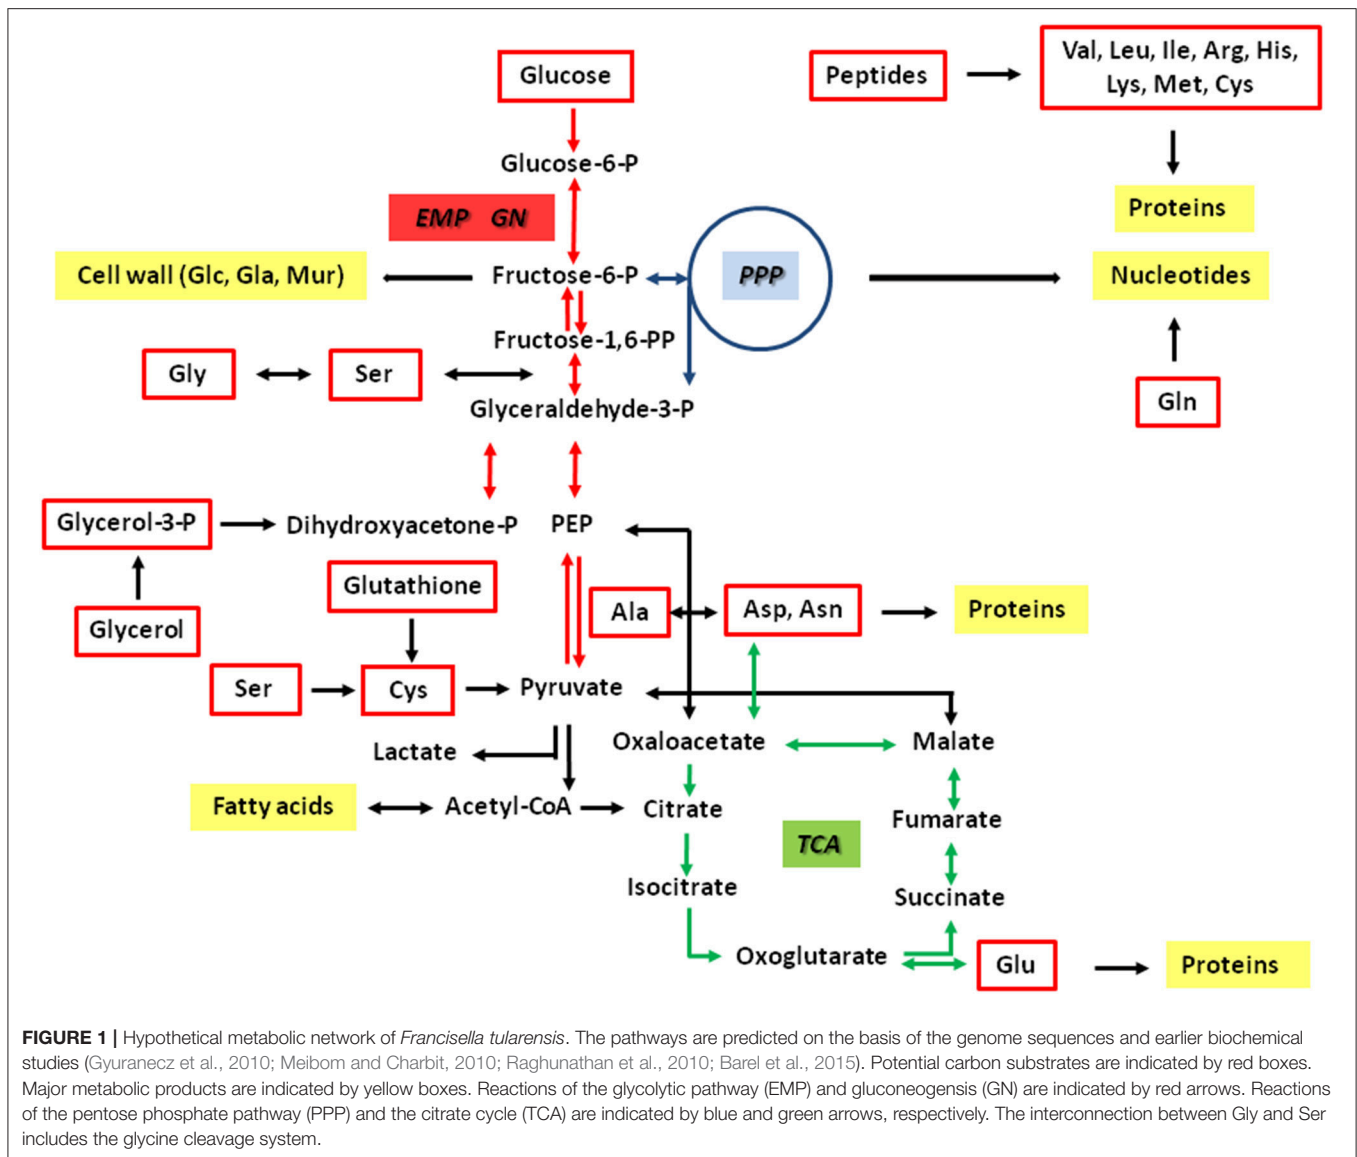 Glucose
Peptides
Val, Leu, Ile, Arg, His,
Lys, Met, Cys
Glucose-6-P
EMP GN
Proteins
Cell wall (Glc, Gla, Mur)
Fructose-6-P
PPP
Nucleotides
Fructose-1,6-PP
Gly
Ser
Gln
Glyceraldehyde-3-P
Glycerol-3-P
Dihydroxyacetone-P
PEP
Glutathione
Ala
Asp, Asn
Proteins
Glycerol
Ser
Cys
Pyruvate
Lactate
Oxaloacetate
Malate
Fatty acids
Acetyl-CoA
Citrate
Fumarate
TCA
Isocitrate
Succinate
Oxoglutarate
Glu
Proteins
FIGURE 1 | Hypothetical metabolic network of Francisella tularensis. The pathways are predicted on the basis of the genome sequences and earlier biochemical
studies (Gyuranecz et al., 2010; Meibom and Charbit, 2010; Raghunathan et al., 2010; Barel et al., 2015). Potential carbon substrates are indicated by red boxes.
Major metabolic products are indicated by yellow boxes. Reactions of the glycolytic pathway (EMP) and gluconeogensis (GN) are indicated by red arrows. Reactions
of the pentose phosphate pathway (PPP) and the citrate cycle (TCA) are indicated by blue and green arrows, respectively. The interconnection between Gly and Ser
includes the glycine cleavage system.